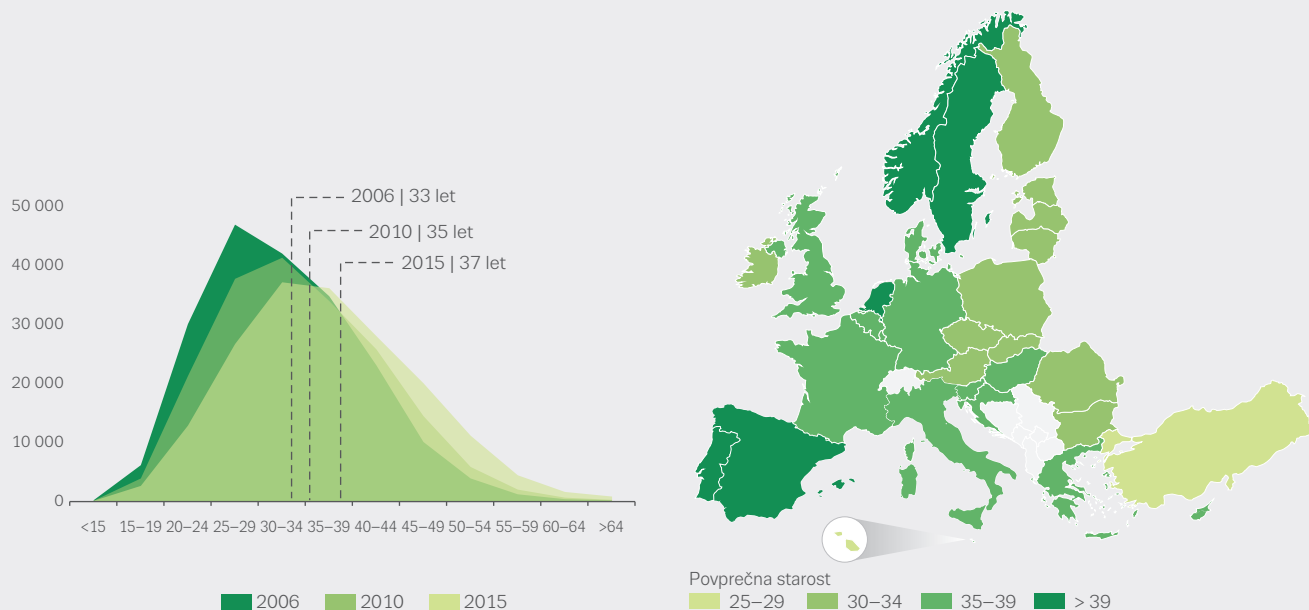 50 000
40 000
30 000
20 000
10 000
0
2006 | 33 let
2010 | 35 let
2015 | 37 let
<15 15–19 20–24 25–29 30–34 35–39 40–44 45–49 50–54 55–59 60–64 >64
2006 2010 2015
Povprečna starost
25–29 30–34 35–39 > 39